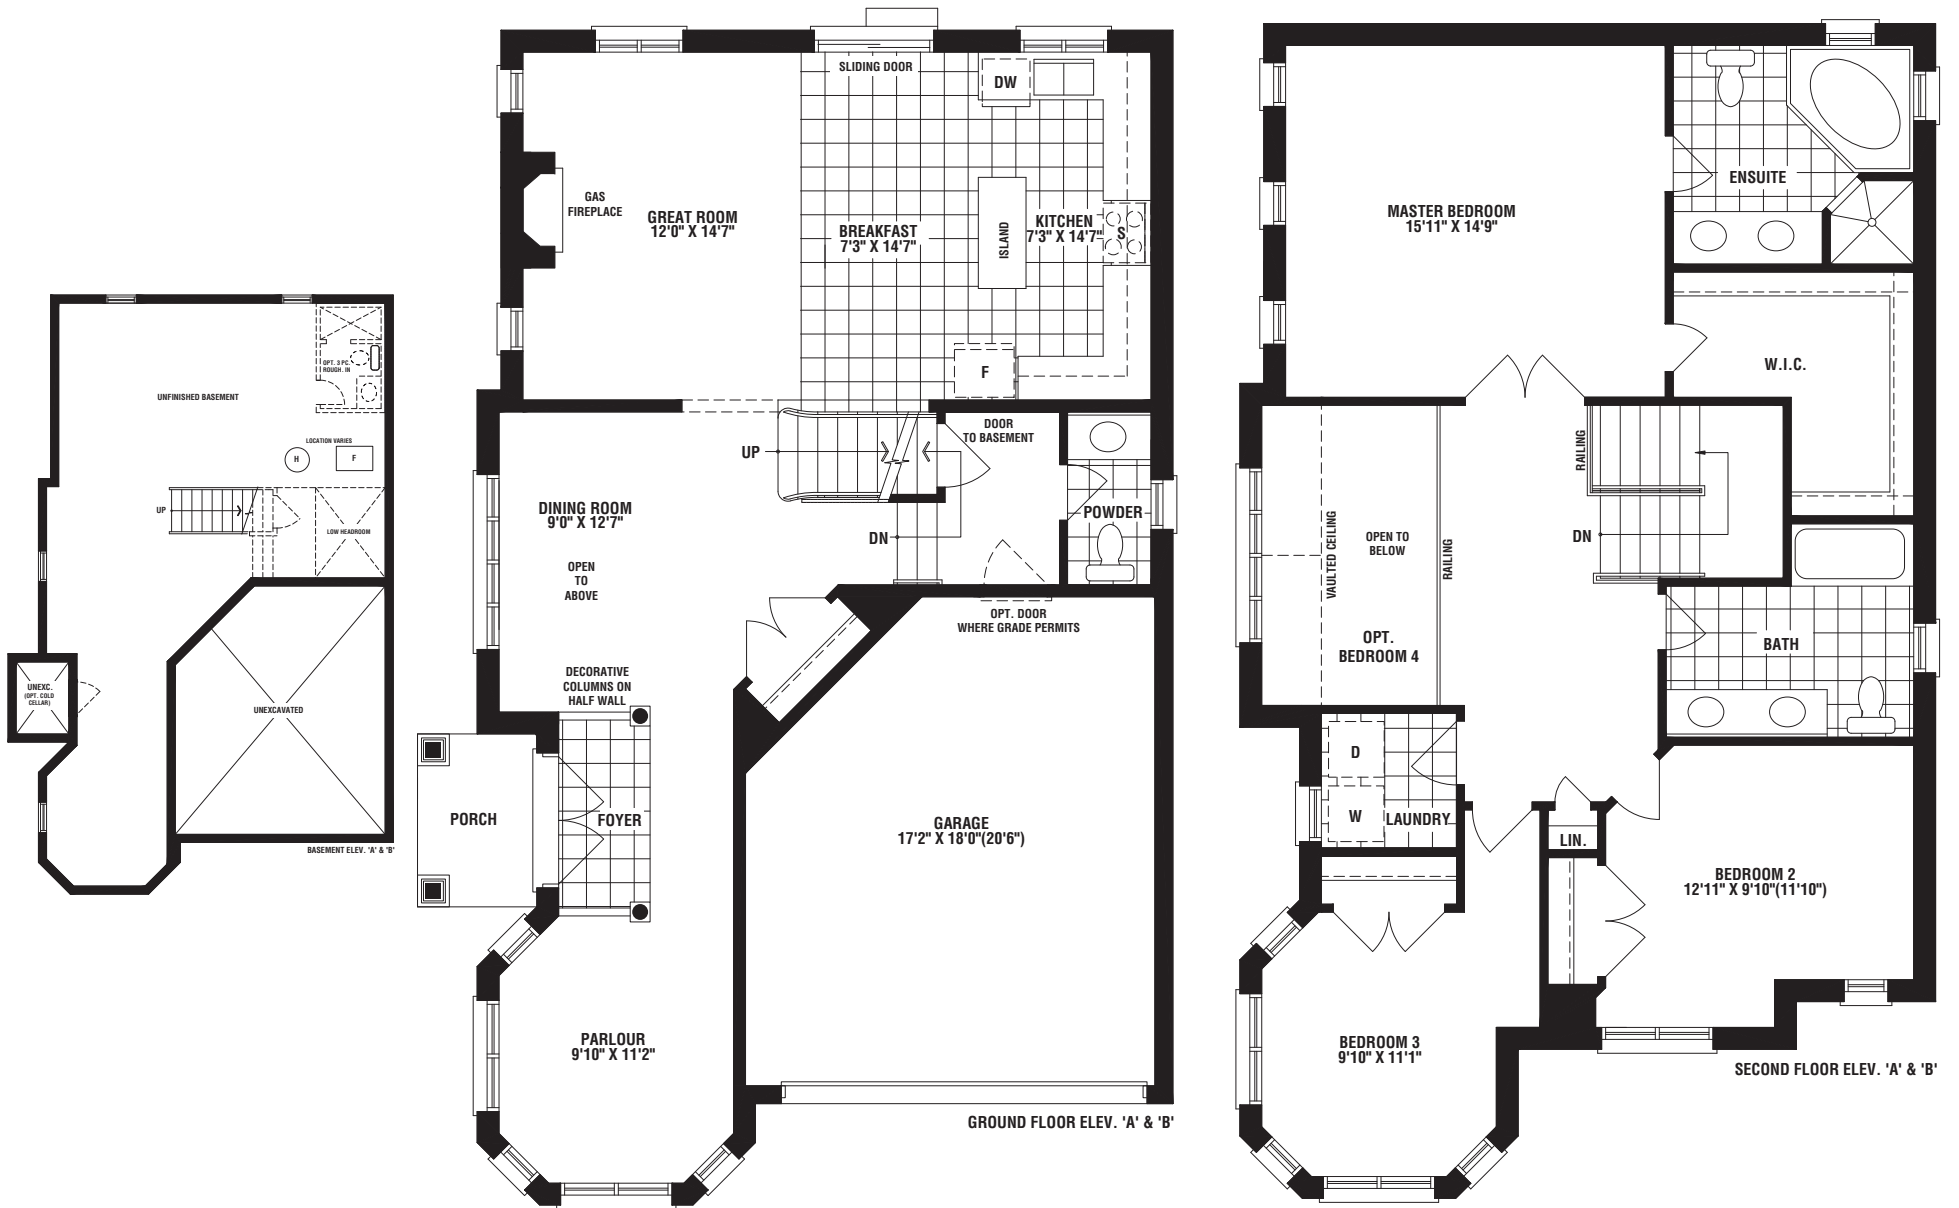 OPT. 3 PC.
ROUGH. IN
UNFINISHED BASEMENT
LOCATION VARIES
H
F
UP
LOW HEADROOM
UNEXC.
(OPT. COLD
CELLAR)
UNEXCAVATED
BASEMENT ELEV. 'A' & 'B'
SLIDING DOOR
DW
GAS
FIREPLACE
GREAT ROOM
12'0" X 14'7"
BREAKFAST
7'3" X 14'7"
ISLAND
KITCHEN
7'3" X 14'7"
S
F
UP
DOOR
TO BASEMENT
DINING ROOM
9'0" X 12'7"
POWDER
DN
OPEN
TO
ABOVE
OPT. DOOR
WHERE GRADE PERMITS
DECORATIVE
COLUMNS ON
HALF WALL
PORCH
FOYER
GARAGE
17'2" X 18'0"(20'6")
PARLOUR
9'10" X 11'2"
GROUND FLOOR ELEV. 'A' & 'B'
ENSUITE
MASTER BEDROOM
15'11" X 14'9"
W.I.C.
RAILING
VAULTED CEILING
OPEN TO
BELOW
RAILING
DN
OPT.
BEDROOM 4
BATH
D
W
LAUNDRY
LIN.
BEDROOM 2
12'11" X 9'10"(11'10")
BEDROOM 3
9'10" X 11'1"
SECOND FLOOR ELEV. 'A' & 'B'